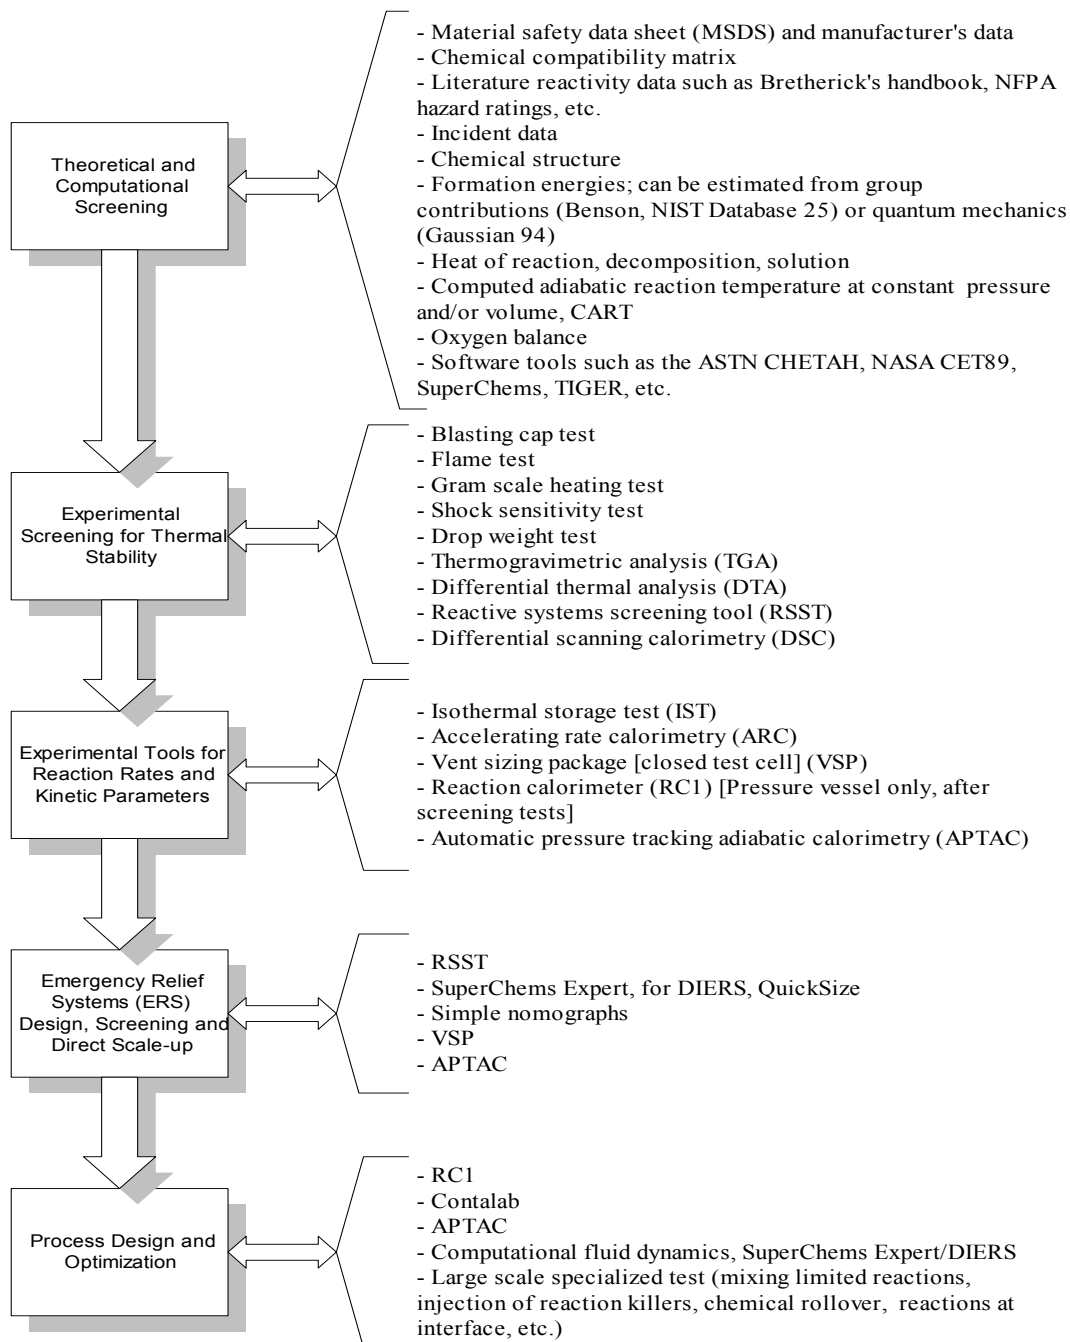 Theoretical and
Computational
Screening
- Material safety data sheet (MSDS) and manufacturer's data
- Chemical compatibility matrix
- Literature reactivity data such as Bretherick's handbook, NFPA
hazard ratings, etc.
- Incident data
- Chemical structure
- Formation energies; can be estimated from group
contributions (Benson, NIST Database 25) or quantum mechanics
(Gaussian 94)
- Heat of reaction, decomposition, solution
- Computed adiabatic reaction temperature at constant pressure
and/or volume, CART
- Oxygen balance
- Software tools such as the ASTN CHETAH, NASA CET89,
SuperChems, TIGER, etc.
Experimental
Screening for Thermal
Stability
- Blasting cap test
- Flame test
- Gram scale heating test
- Shock sensitivity test
- Drop weight test
- Thermogravimetric analysis (TGA)
- Differential thermal analysis (DTA)
- Reactive systems screening tool (RSST)
- Differential scanning calorimetry (DSC)
Experimental Tools for
Reaction Rates and
Kinetic Parameters
- Isothermal storage test (IST)
- Accelerating rate calorimetry (ARC)
- Vent sizing package [closed test cell] (VSP)
- Reaction calorimeter (RC1) [Pressure vessel only, after
screening tests]
- Automatic pressure tracking adiabatic calorimetry (APTAC)
Emergency Relief
Systems (ERS)
Design, Screening and
Direct Scale-up
- RSST
- SuperChems Expert, for DIERS, QuickSize
- Simple nomographs
- VSP
- APTAC
Process Design and
Optimization
- RC1
- Contalab
- APTAC
- Computational fluid dynamics, SuperChems Expert/DIERS
- Large scale specialized test (mixing limited reactions,
injection of reaction killers, chemical rollover, reactions at
interface, etc.)